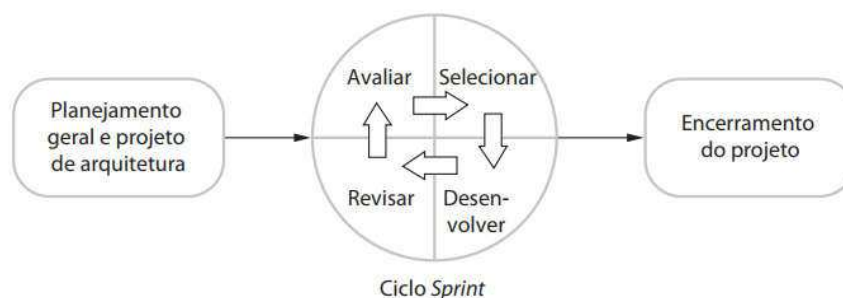 Planejamento
geral e projeto
de arquitetura
Avaliar
Selecionar
Revisar
Desen-
volver
Encerramento
do projeto
Ciclo Sprint